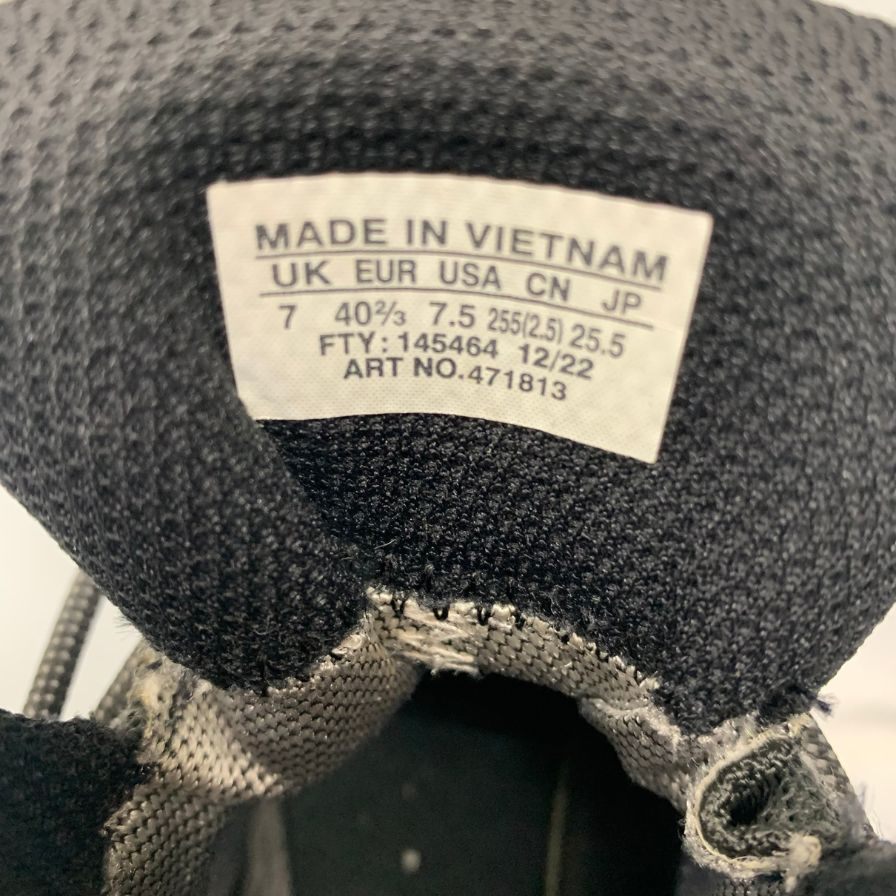 MADE IN VIETNAM
UK EUR USA CN JP
7 40⅔ 7.5 255(2.5) 25.5
FTY: 145464 12/22
ART NO.471813